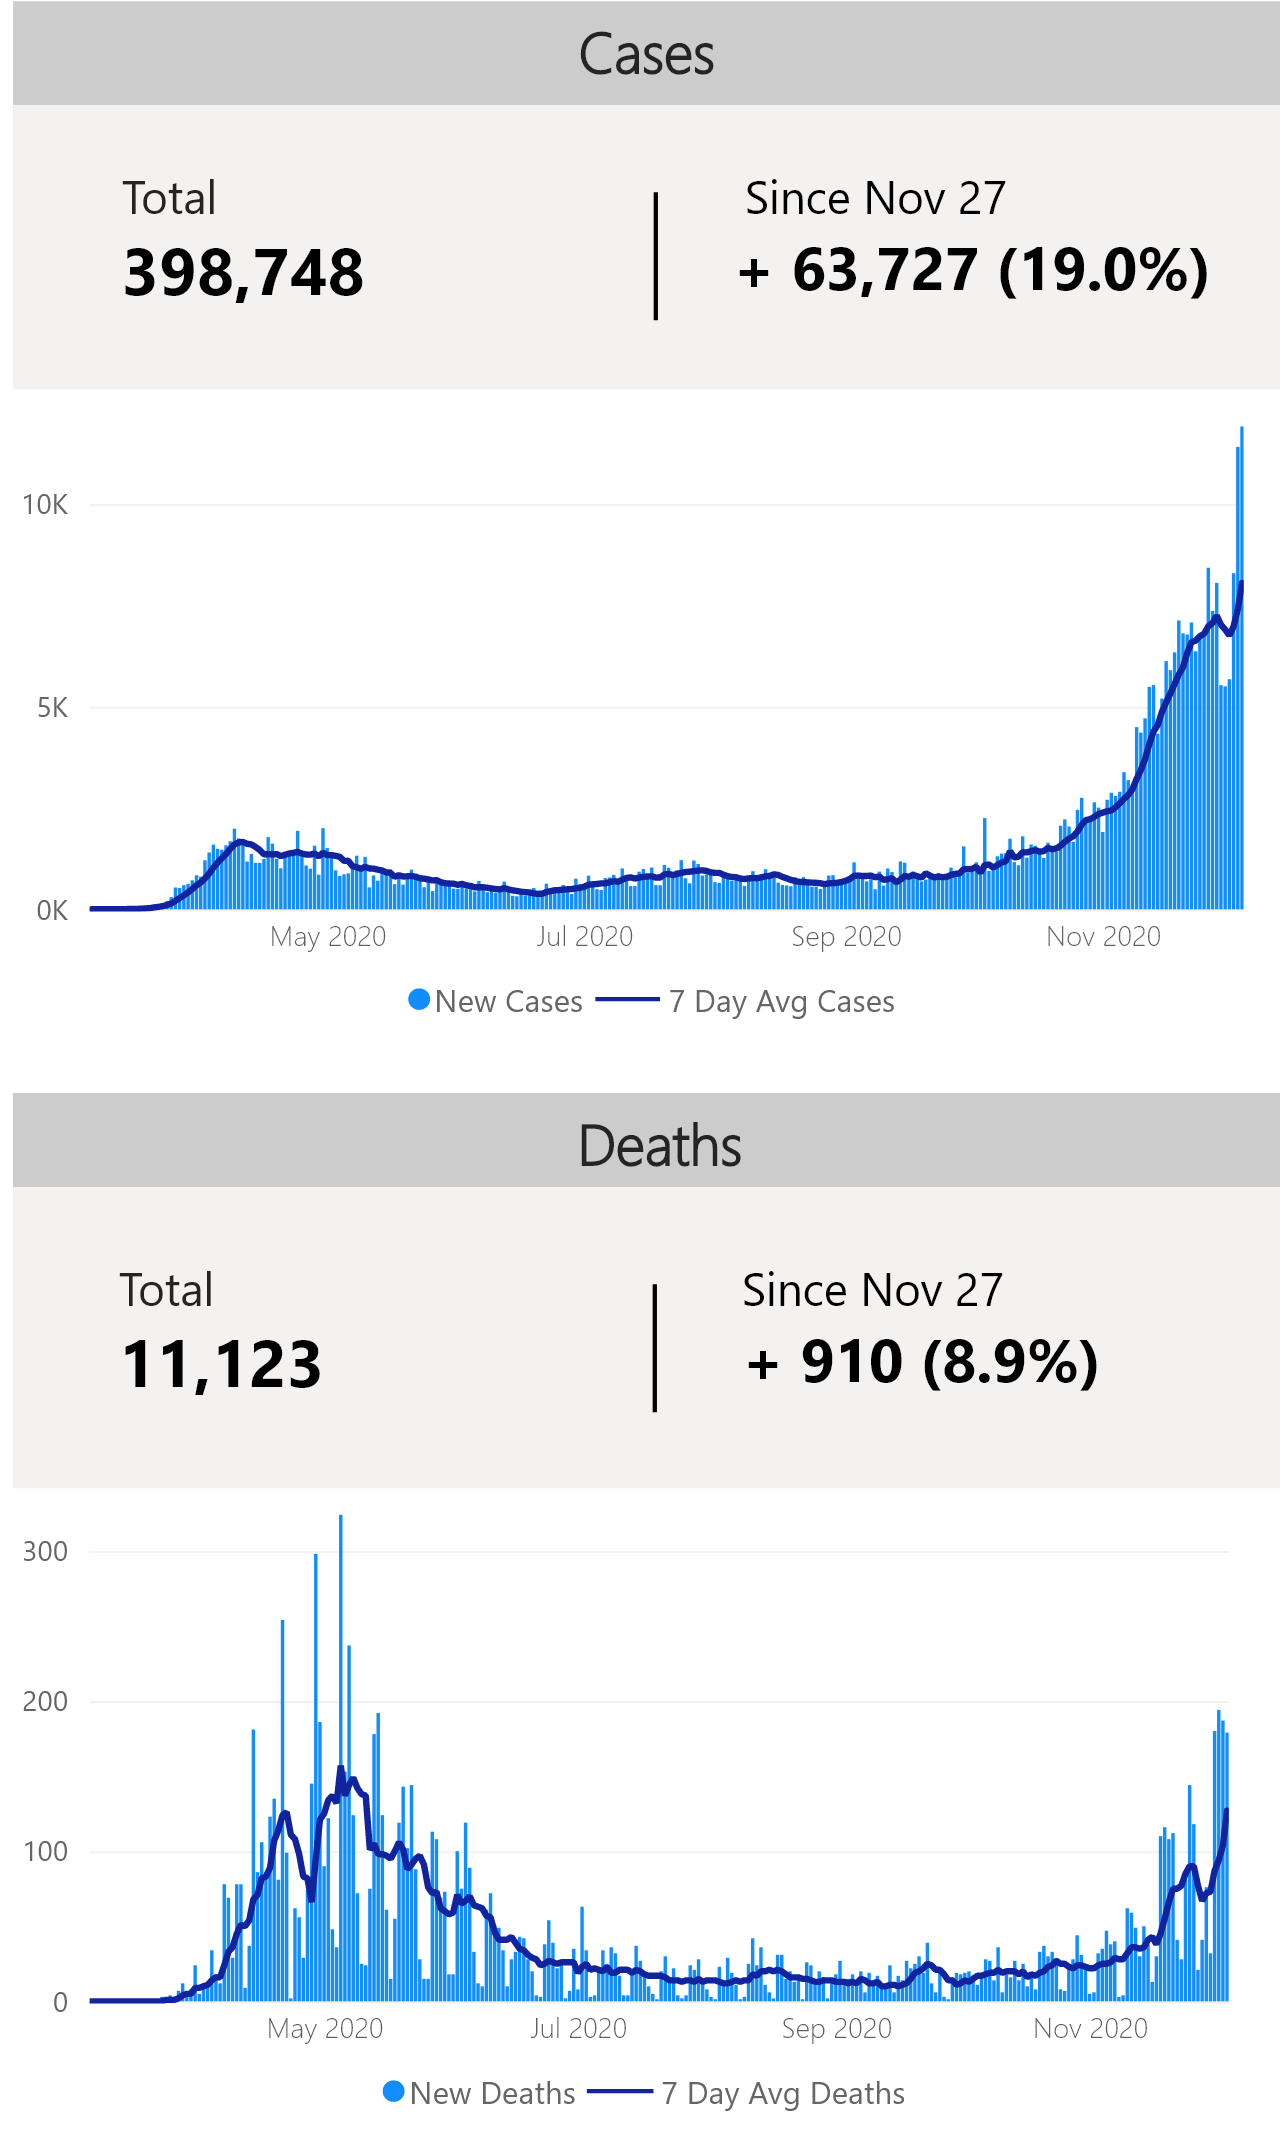 Cases
Total
Since Nov 27
398,748
+ 63,727 (19.0%)
10K
5K
0K
May 2020
Jul 2020
Sep 2020
Nov 2020
New Cases
7 Day Avg Cases
Deaths
Total
Since Nov 27
11,123
+ 910 (8.9%)
300
200
100
0
May 2020
Jul 2020
Sep 2020
Nov 2020
New Deaths
7 Day Avg Deaths